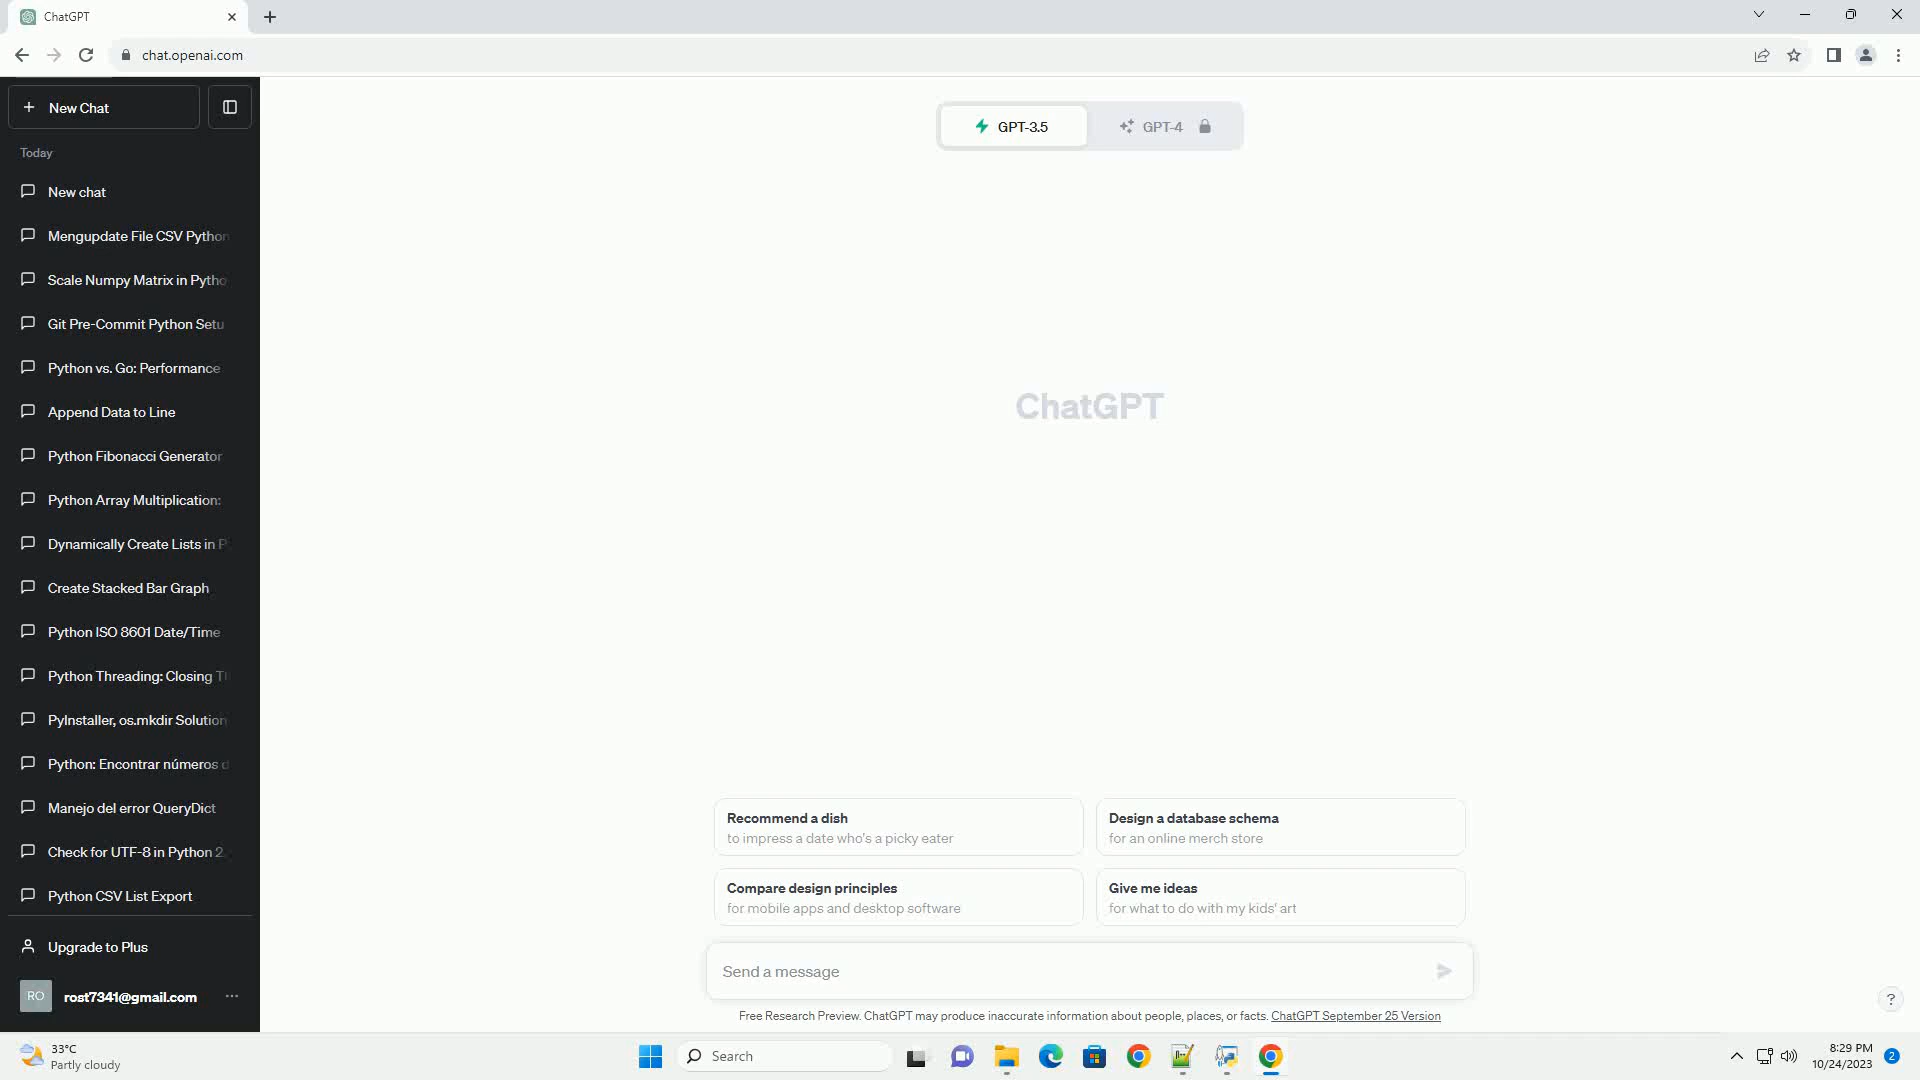 ChatGPT
chat.openai.com
New Chat
Today
New chat
Mengupdate File CSV Python
Scale Numpy Matrix in Pytho
Git Pre-Commit Python Setu
Python vs. Go: Performance
Append Data to Line
Python Fibonacci Generator
Python Array Multiplication:
Dynamically Create Lists in P
Create Stacked Bar Graph
Python ISO 8601 Date/Time
Python Threading: Closing Th
PyInstaller, os.mkdir Solution
Python: Encontrar números d
Manejo del error QueryDict
Check for UTF-8 in Python 2.
Python CSV List Export
Upgrade to Plus
RO rost7341@gmail.com
GPT-3.5 GPT-4
ChatGPT
Recommend a dish
to impress a date who's a picky eater
Design a database schema
for an online merch store
Compare design principles
for mobile apps and desktop software
Give me ideas
for what to do with my kids' art
Send a message
Free Research Preview. ChatGPT may produce inaccurate information about people, places, or facts. ChatGPT September 25 Version
?
33°C
Partly cloudy
Search
8:29 PM
10/24/2023
2